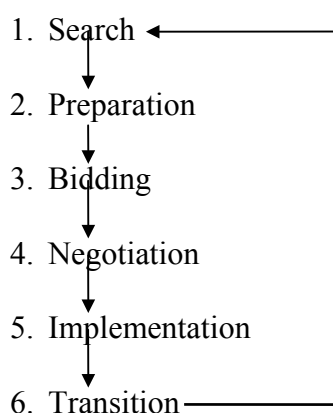 1. Search
2. Preparation
3. Bidding
4. Negotiation
5. Implementation
6. Transition